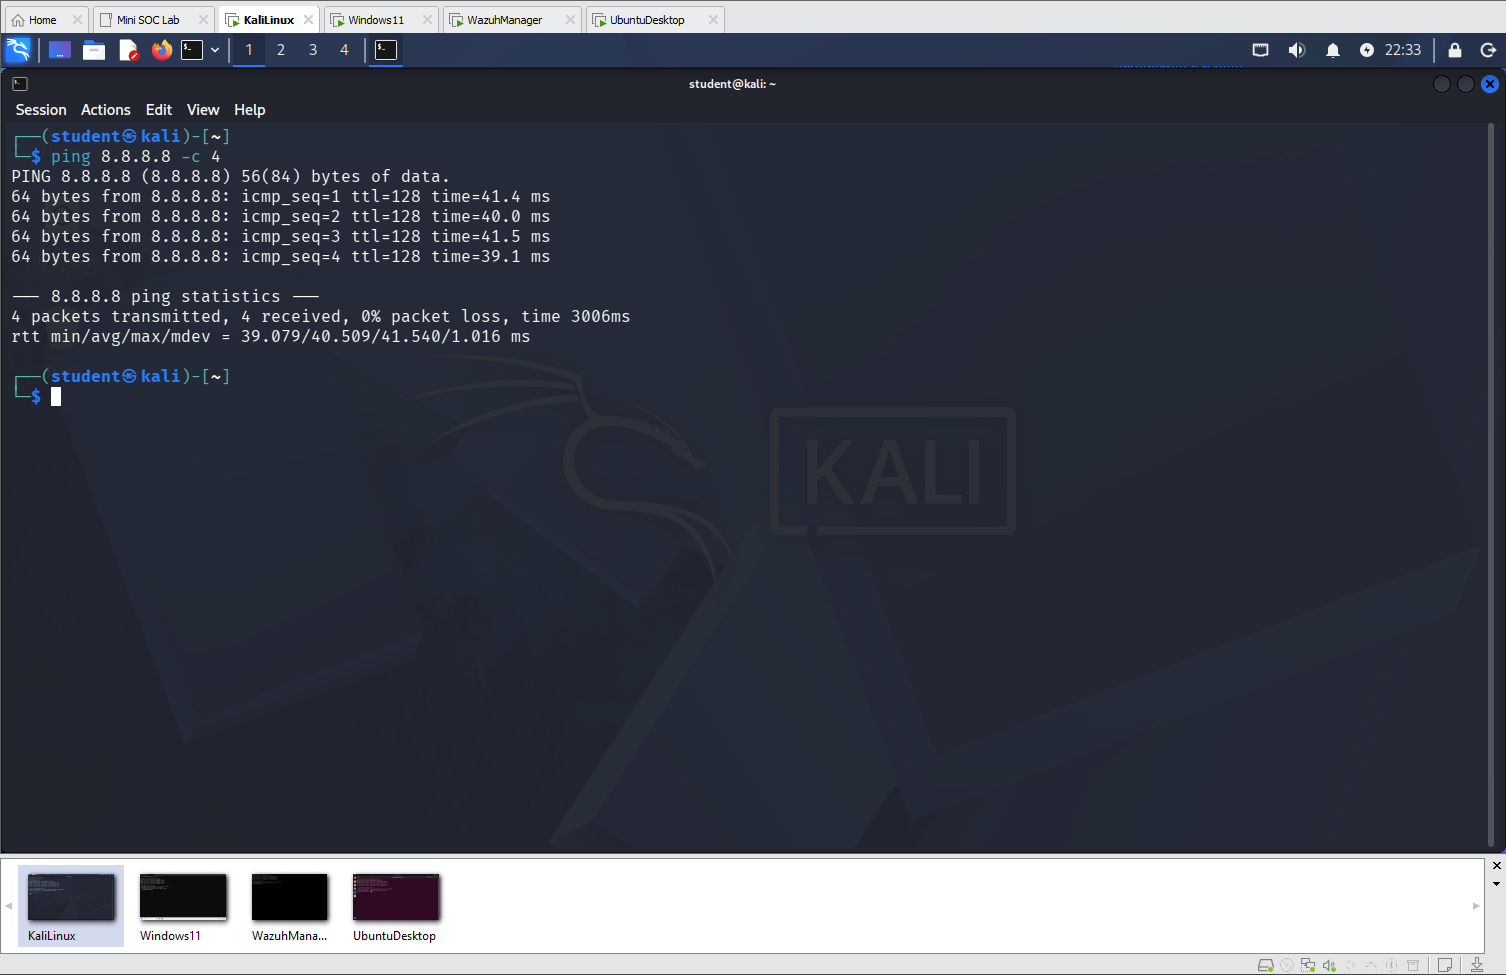 Home
Mini SOC Lab
KaliLinux
Windows11
WazuhManager
UbuntuDesktop
1 2 3 4
22:33
student@kali: ~
Session Actions Edit View Help
┌──(student㉿kali)-[~]
└─$ ping 8.8.8.8 -c 4
PING 8.8.8.8 (8.8.8.8) 56(84) bytes of data.
64 bytes from 8.8.8.8: icmp_seq=1 ttl=128 time=41.4 ms
64 bytes from 8.8.8.8: icmp_seq=2 ttl=128 time=40.0 ms
64 bytes from 8.8.8.8: icmp_seq=3 ttl=128 time=41.5 ms
64 bytes from 8.8.8.8: icmp_seq=4 ttl=128 time=39.1 ms
--- 8.8.8.8 ping statistics ---
4 packets transmitted, 4 received, 0% packet loss, time 3006ms
rtt min/avg/max/mdev = 39.079/40.509/41.540/1.016 ms
┌──(student㉿kali)-[~]
└─$
KALI
KaliLinux
Windows11
WazuhMana...
UbuntuDesktop